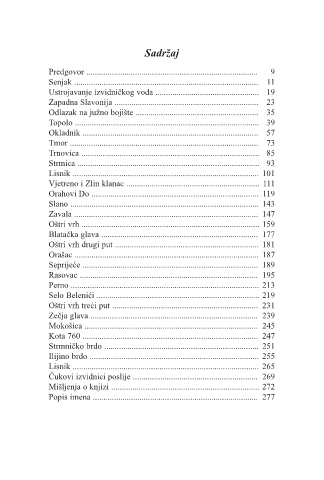 Sadržaj
Predgovor ........ 9
Senjak ........ 11
Ustrojavanje izvidničkog voda ........ 19
Zapadna Slavonija ........ 23
Odlazak na južno bojište ........ 35
Topolo ........ 39
Okladnik ........ 57
Tmor ........ 73
Trnovica ........ 85
Strmica ........ 93
Lisnik ........ 101
Vjetreno i Zlin klanac ........ 111
Orahovi Do ........ 119
Slano ........ 143
Zavala ........ 147
Oštri vrh ........ 159
Blatačka glava ........ 177
Oštri vrh drugi put ........ 181
Orašac ........ 187
Seprijeće ........ 189
Rasovac ........ 195
Perno ........ 213
Selo Belenići ........ 219
Oštri vrh treći put ........ 231
Zečja glava ........ 239
Mokošica ........ 245
Kota 760 ........ 247
Strmničko brdo ........ 251
Ilijino brdo ........ 255
Lisnik ........ 265
Ćukovi izvidnici poslije ........ 269
Mišljenja o knjizi ........ 272
Popis imena ........ 277